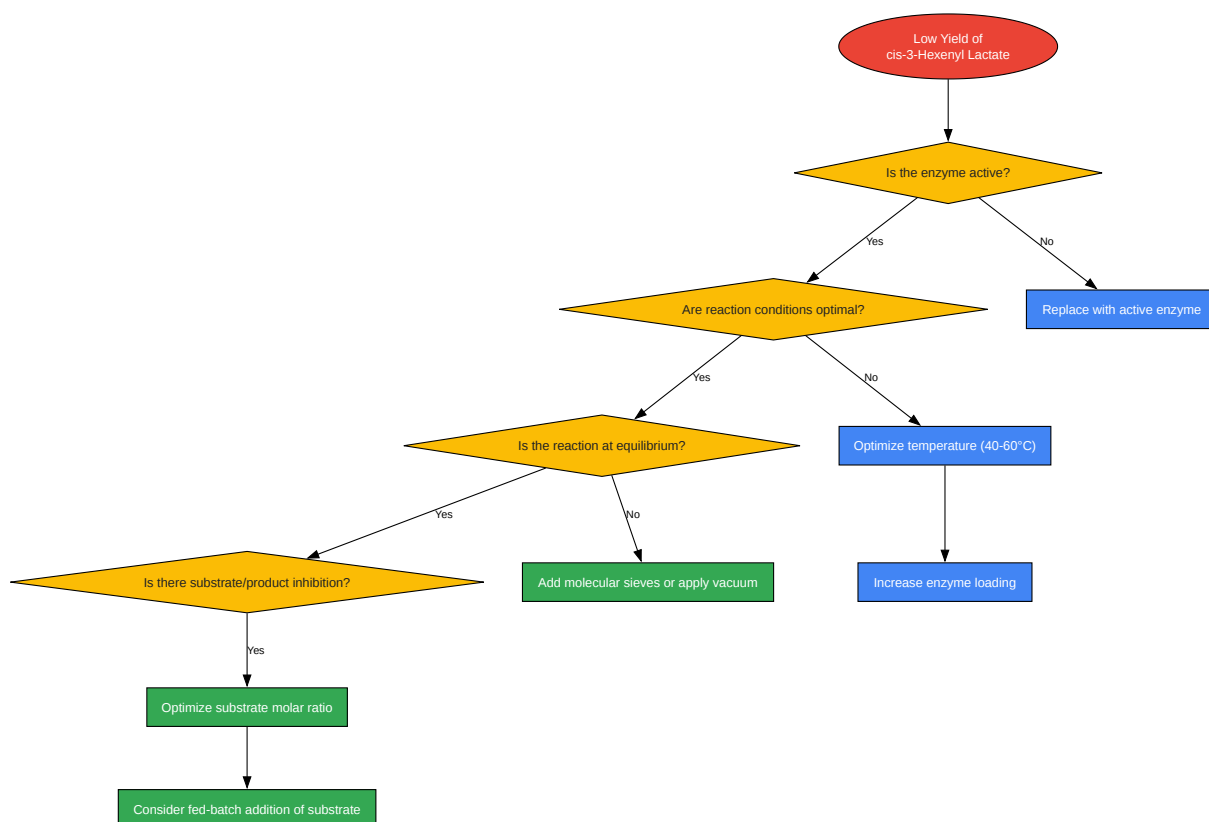 Low Yield of
cis-3-Hexenyl Lactate
Is the enzyme active?
Yes
No
Are reaction conditions optimal?
Replace with active enzyme
Yes
No
Is the reaction at equilibrium?
Optimize temperature (40-60°C)
Yes
No
Is there substrate/product inhibition?
Add molecular sieves or apply vacuum
Increase enzyme loading
Yes
Optimize substrate molar ratio
Consider fed-batch addition of substrate